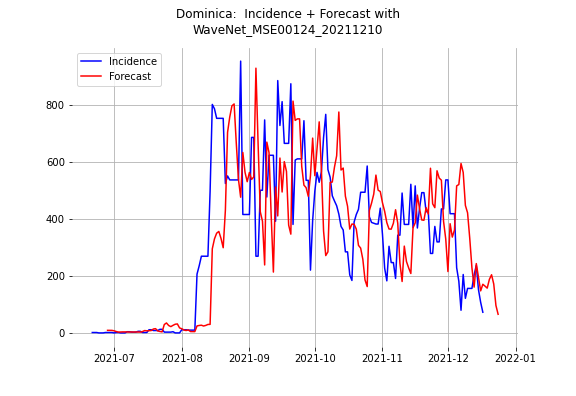 Dominica:  Incidence + Forecast with
WaveNet_MSE00124_20211210
Incidence
Forecast
800
600
400
200
0
2021-07 2021-08 2021-09 2021-10 2021-11 2021-12 2022-01